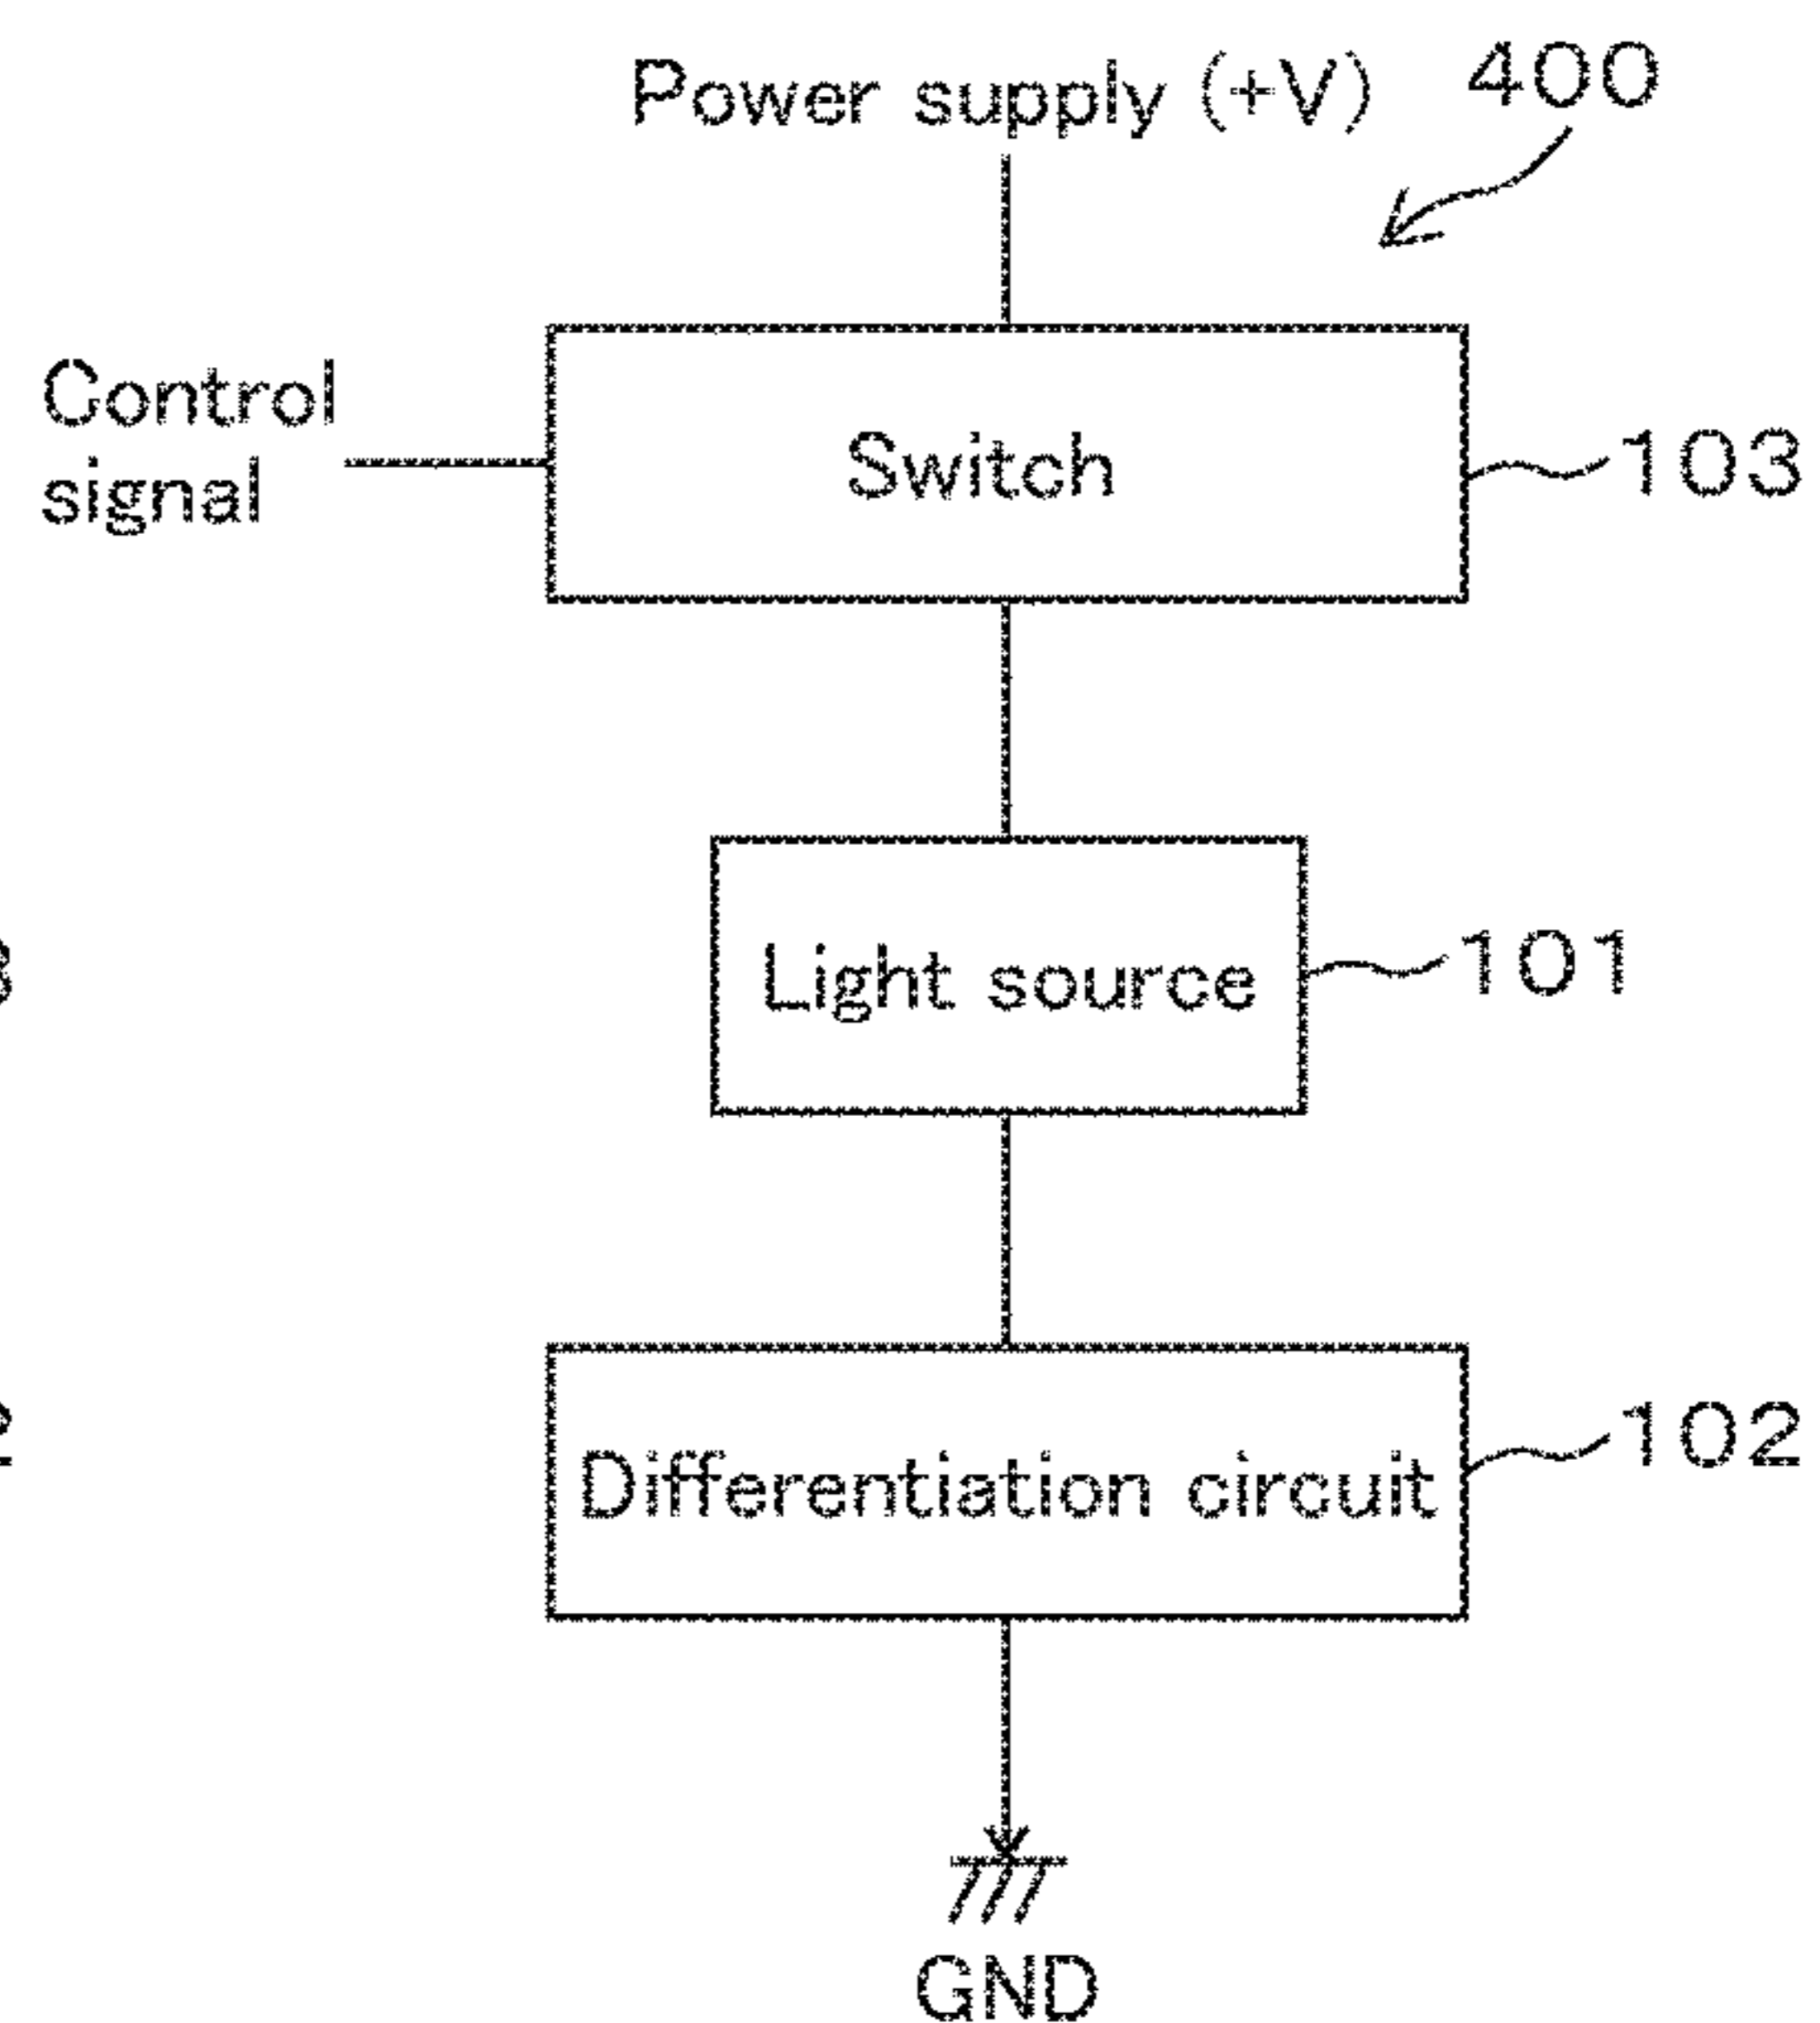 Power supply (+V)
400
Control
signal
Switch
103
Light source
101
Differentiation circuit
102
GND